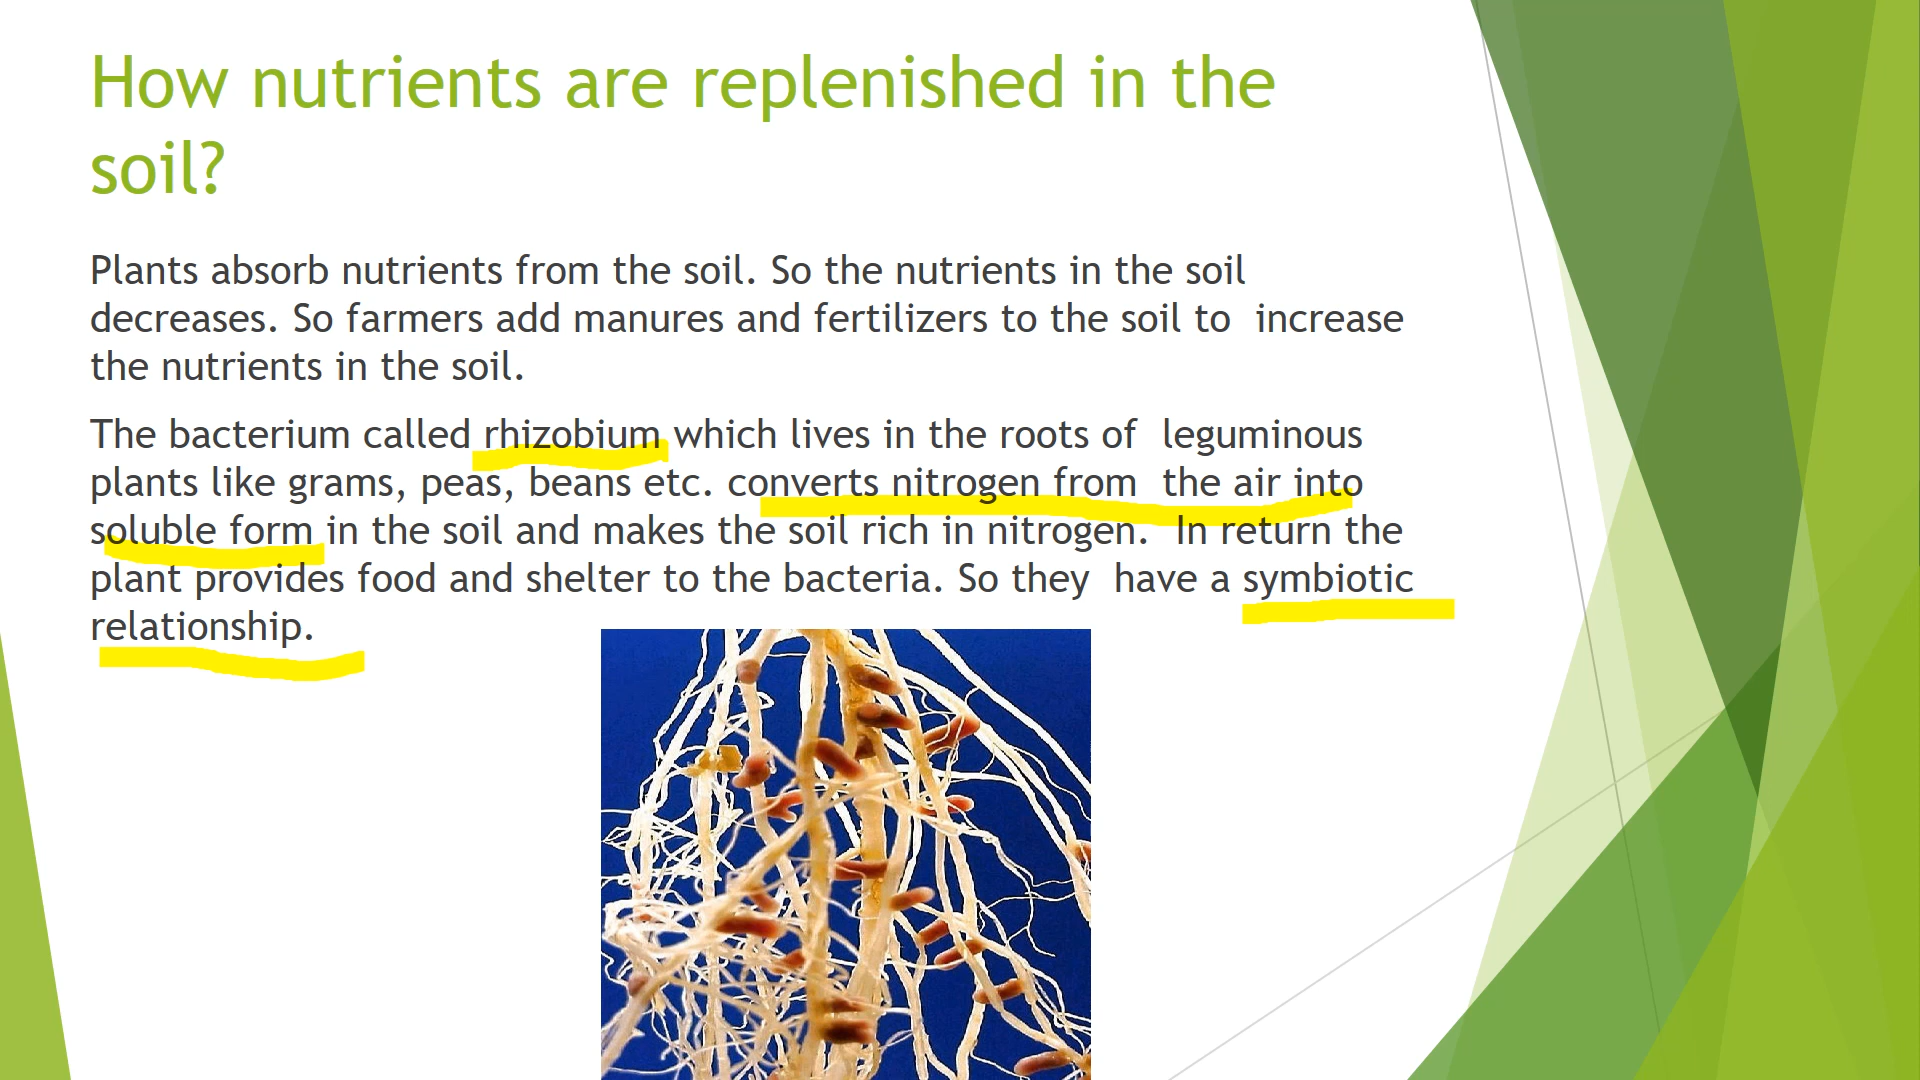 How nutrients are replenished in the
soil?
Plants absorb nutrients from the soil. So the nutrients in the soil
decreases. So farmers add manures and fertilizers to the soil to  increase
the nutrients in the soil.
The bacterium called rhizobium which lives in the roots of  leguminous
plants like grams, peas, beans etc. converts nitrogen from  the air into
soluble form in the soil and makes the soil rich in nitrogen.  In return the
plant provides food and shelter to the bacteria. So they  have a symbiotic
relationship.